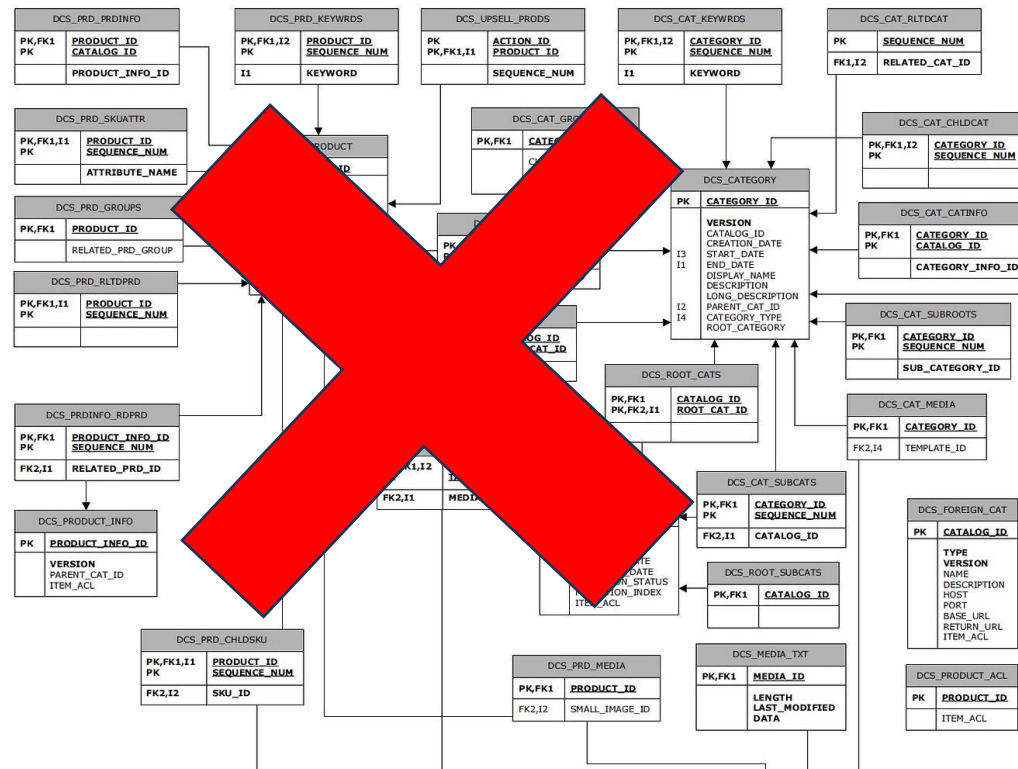 DCS_PRD_PRDINFO
PK,FK1 PRODUCT_ID
CATALOG_ID
PRODUCT_INFO_ID
DCS_PRD_KEYWRDS
PK,FK1,I2 PRODUCT_ID
PK SEQUENCE_NUM
I1 KEYWORD
DCS_UPSELL_PRODS
PK ACTION_ID
PK,FK1,I1 PRODUCT_ID
SEQUENCE_NUM
DCS_CAT_KEYWRDS
PK,FK1,I2 CATEGORY_ID
PK SEQUENCE_NUM
I1 KEYWORD
DCS_CAT_RLTDCAT
PK SEQUENCE_NUM
FK1,I2 RELATED_CAT_ID
DCS_PRD_SKUATTR
PK,FK1,I1 PRODUCT_ID
PK SEQUENCE_NUM
ATTRIBUTE_NAME
DCS_CAT_GRO
PK,FK1
DCS_CAT_CHLDCAT
PK,FK1,I2 CATEGORY_ID
PK SEQUENCE_NUM
DCS_CATEGORY
PK CATEGORY_ID
VERSION
CATALOG_ID
CREATION_DATE
I3 START_DATE
I1 END_DATE
DISPLAY_NAME
DESCRIPTION
LONG_DESCRIPTION
I2 PARENT_CAT_ID
I4 CATEGORY_TYPE
ROOT_CATEGORY
DCS_PRD_GROUPS
PK,FK1 PRODUCT_ID
RELATED_PRD_GROUP
DCS_CAT_CATINFO
PK,FK1 CATEGORY_ID
PK CATALOG_ID
CATEGORY_INFO_ID
DCS_PRD_RLTDPRD
PK,FK1,I1 PRODUCT_ID
PK SEQUENCE_NUM
DCS_CAT_SUBROOTS
PK,FK1 CATEGORY_ID
PK SEQUENCE_NUM
SUB_CATEGORY_ID
DCS_ROOT_CATS
PK,FK1 CATALOG_ID
PK,FK2,I1 ROOT_CAT_ID
DCS_PRDINFO_RDPRD
PK,FK1 PRODUCT_INFO_ID
PK SEQUENCE_NUM
FK2,I1 RELATED_PRD_ID
DCS_CAT_MEDIA
PK,FK1 CATEGORY_ID
FK2,I4 TEMPLATE_ID
FK2,I1 MEDIA
DCS_CAT_SUBCATS
PK,FK1 CATEGORY_ID
PK SEQUENCE_NUM
FK2,I1 CATALOG_ID
DCS_PRODUCT_INFO
PK PRODUCT_INFO_ID
VERSION
PARENT_CAT_ID
ITEM_ACL
DCS_FOREIGN_CAT
PK CATALOG_ID
TYPE
VERSION
NAME
DESCRIPTION
HOST
PORT
BASE_URL
RETURN_URL
ITEM_ACL
DCS_ROOT_SUBCATS
PK,FK1 CATALOG_ID
DCS_PRD_CHLDSKU
PK,FK1,I1 PRODUCT_ID
PK SEQUENCE_NUM
FK2,I2 SKU_ID
DCS_PRD_MEDIA
PK,FK1 PRODUCT_ID
FK2,I2 SMALL_IMAGE_ID
DCS_MEDIA_TXT
PK,FK1 MEDIA_ID
LENGTH
LAST_MODIFIED
DATA
DCS_PRODUCT_ACL
PK PRODUCT_ID
ITEM_ACL